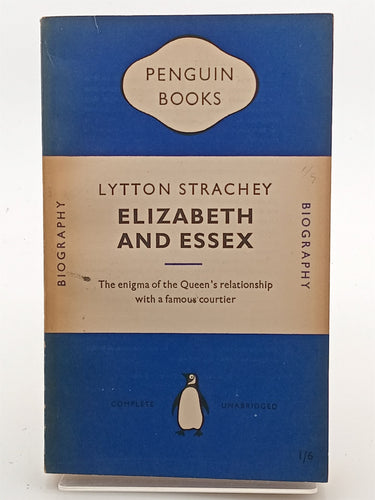 PENGUIN
BOOKS
LYTTON STRACHEY
ELIZABETH
AND ESSEX
BIOGRAPHY
BIOGRAPHY
The enigma of the Queen's relationship
with a famous courtier
COMPLETE UNABRIDGED
1/6